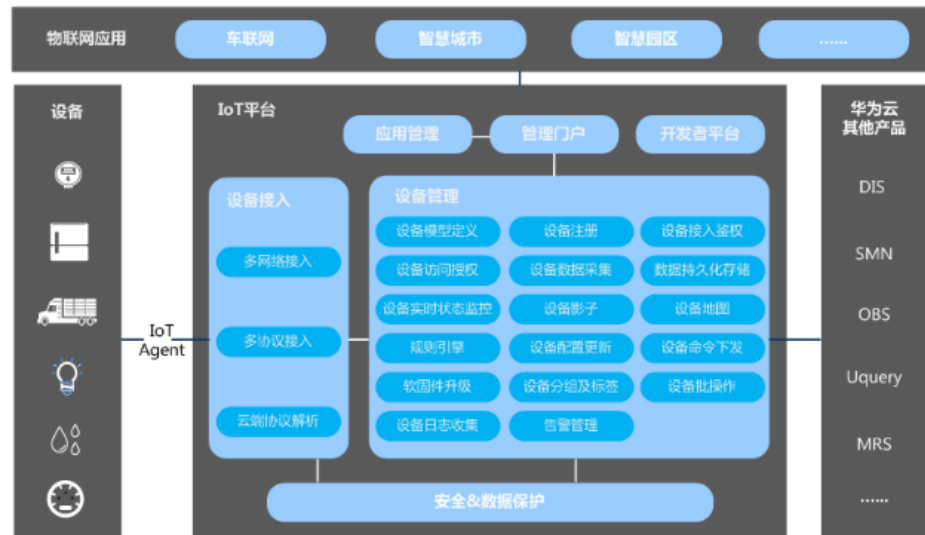 物联网应用
车联网
智慧城市
智慧园区
......
设备
IoT
Agent
IoT平台
应用管理
管理门户
开发者平台
设备接入
多网络接入
多协议接入
云端协议解析
设备管理
设备模型定义
设备注册
设备接入鉴权
设备访问授权
设备数据采集
数据持久化存储
设备实时状态监控
设备影子
设备地图
规则引擎
设备配置更新
设备命令下发
软固件升级
设备分组及标签
设备批操作
设备日志收集
告警管理
安全&数据保护
华为云
其他产品
DIS
SMN
OBS
Uquery
MRS
......